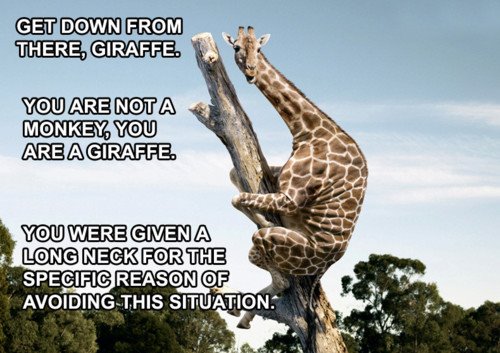 GET DOWN FROM
THERE, GIRAFFE.
YOU ARE NOT A
MONKEY, YOU
ARE A GIRAFFE.
YOU WERE GIVEN A
LONG NECK FOR THE
SPECIFIC REASON OF
AVOIDING THIS SITUATION.